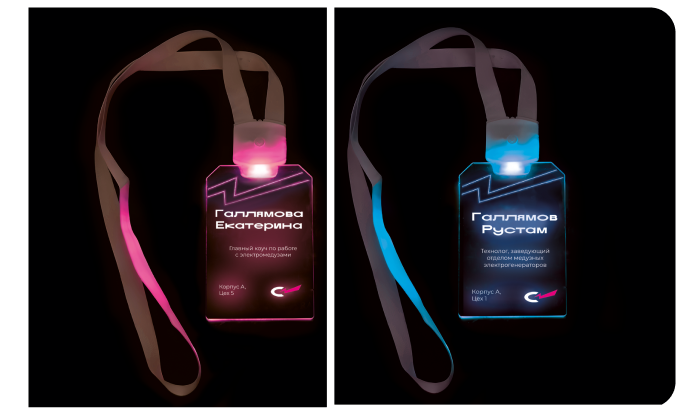 Галлямова
Екатерина
Главный коуч по работе
с электромедузами
Корпус А,
Цех 5
Галлямов
Рустам
Технолог, заведующий
отделом медузных
электрогенераторов
Корпус А,
Цех 1